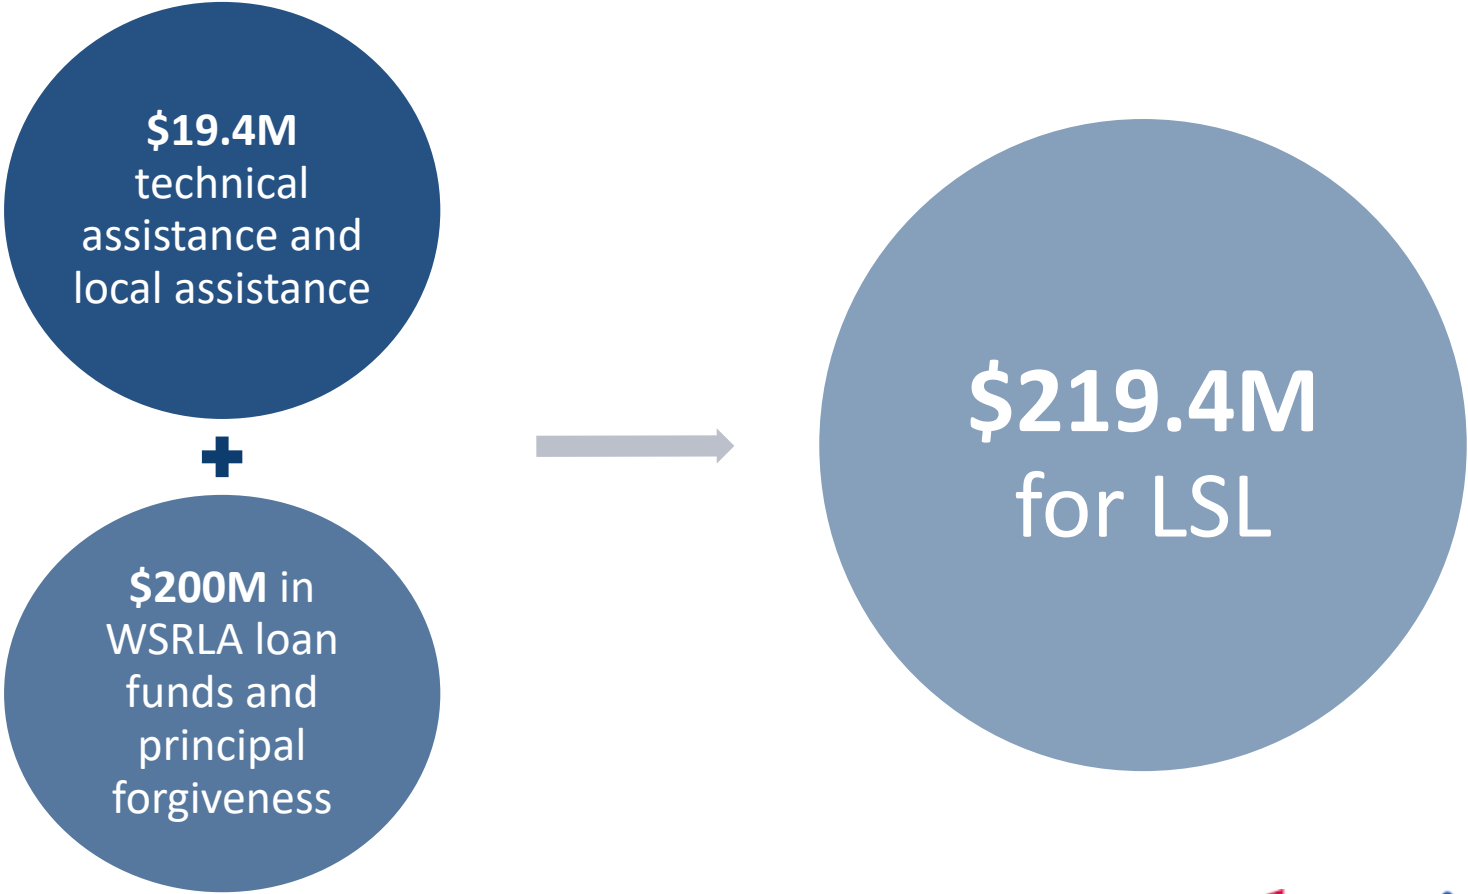 $19.4M
technical
assistance and
local assistance
$200M in
WSRLA loan
funds and
principal
forgiveness
$219.4M
for LSL